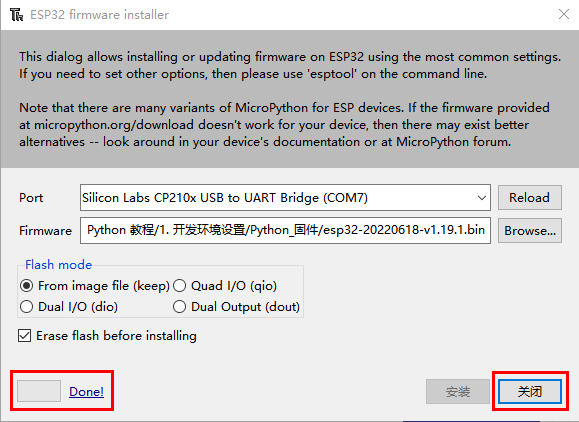 ESP32 firmware installer
This dialog allows installing or updating firmware on ESP32 using the most common settings.
If you need to set other options, then please use 'esptool' on the command line.
Note that there are many variants of MicroPython for ESP devices. If the firmware provided
at micropython.org/download doesn't work for your device, then there may exist better
alternatives -- look around in your device's documentation or at MicroPython forum.
Port Silicon Labs CP210x USB to UART Bridge (COM7) Reload
Firmware Python 教程/1. 开发环境设置/Python_固件/esp32-20220618-v1.19.1.bin Browse...
Flash mode
From image file (keep) Quad I/O (qio)
Dual I/O (dio) Dual Output (dout)
Erase flash before installing
Done! 安装 关闭